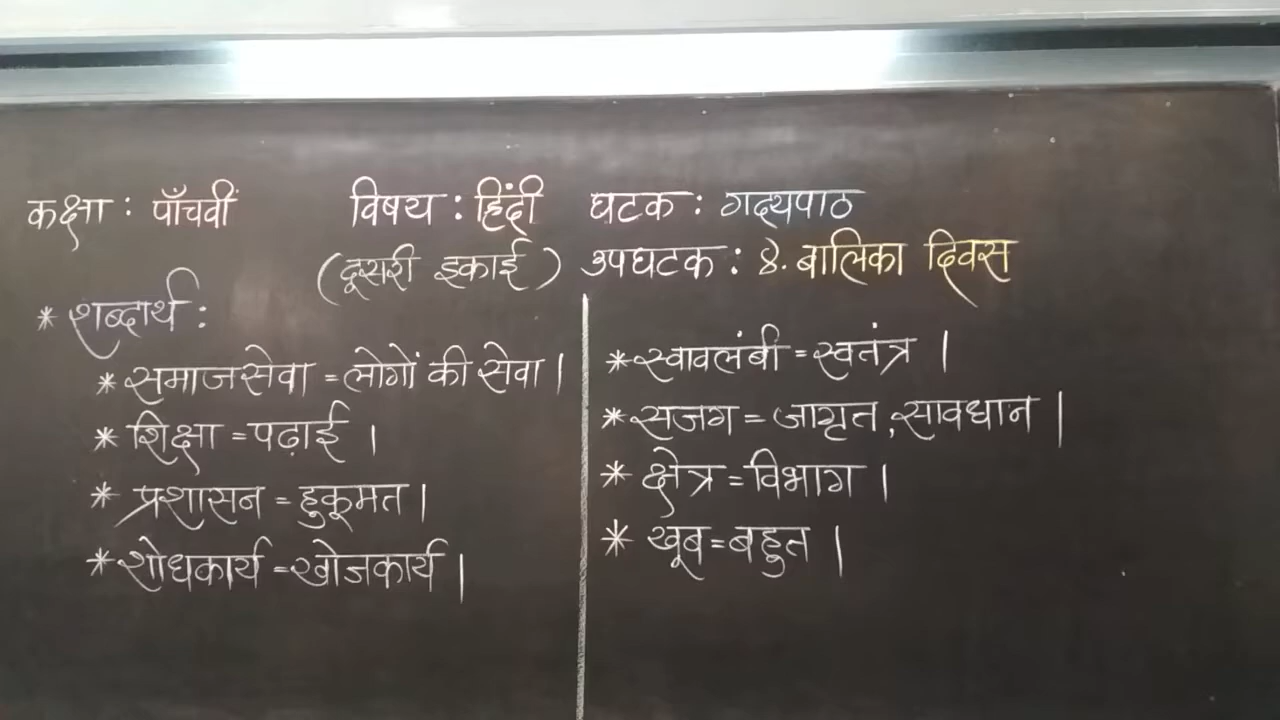 कक्षा : पाँचवीं विषय : हिंदी घटक : गद्यपाठ
(दूसरी इकाई) उपघटक : 8. बालिका दिवस
* शब्दार्थ :
* समाजसेवा = लोगों की सेवा ।
* शिक्षा = पढ़ाई ।
* प्रशासन = हुकूमत ।
* शोधकार्य = खोजकार्य ।
* स्वावलंबी = स्वतंत्र ।
* सजग = जागृत , सावधान ।
* क्षेत्र = विभाग ।
* खूब = बहुत ।